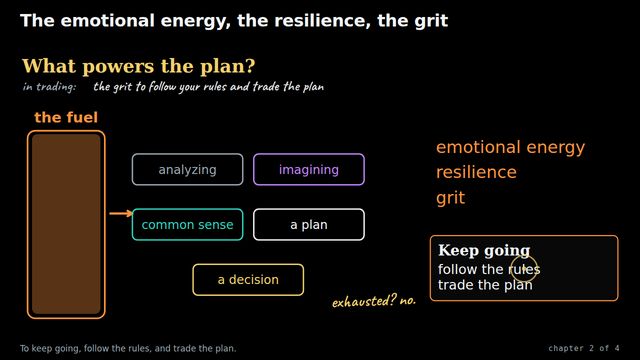 The emotional energy, the resilience, the grit
What powers the plan?
in trading: the grit to follow your rules and trade the plan
the fuel
analyzing
imagining
common sense
a plan
a decision
exhausted? no.
emotional energy
resilience
grit
Keep going
follow the rules
trade the plan
To keep going, follow the rules, and trade the plan.
chapter 2 of 4